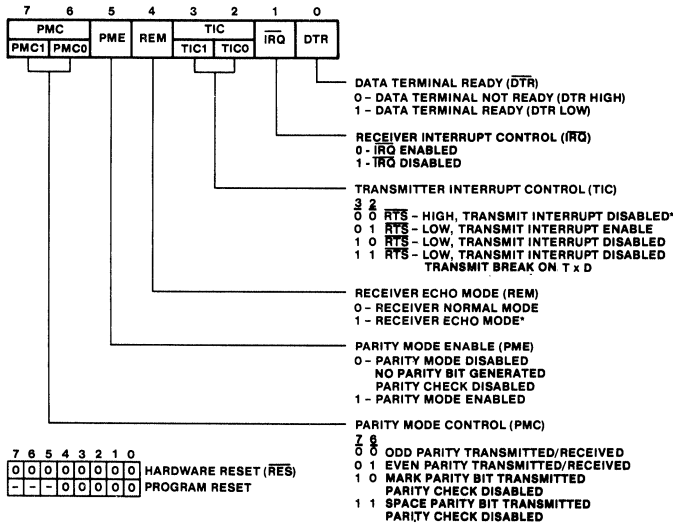 7 6 5 4 3 2 1 0
PMC PME REM TIC IRQ DTR
PMC1 PMC0 TIC1 TIC0
DATA TERMINAL READY (DTR)
0 – DATA TERMINAL NOT READY (DTR HIGH)
1 – DATA TERMINAL READY (DTR LOW)
RECEIVER INTERRUPT CONTROL (IRQ)
0 - IRQ ENABLED
1 - IRQ DISABLED
TRANSMITTER INTERRUPT CONTROL (TIC)
3 2
0 0 RTS – HIGH, TRANSMIT INTERRUPT DISABLED*
0 1 RTS – LOW, TRANSMIT INTERRUPT ENABLE
1 0 RTS – LOW, TRANSMIT INTERRUPT DISABLED
1 1 RTS – LOW, TRANSMIT INTERRUPT DISABLED
TRANSMIT BREAK ON T x D
RECEIVER ECHO MODE (REM)
0 – RECEIVER NORMAL MODE
1 – RECEIVER ECHO MODE*
PARITY MODE ENABLE (PME)
0 – PARITY MODE DISABLED
NO PARITY BIT GENERATED
PARITY CHECK DISABLED
1 – PARITY MODE ENABLED
PARITY MODE CONTROL (PMC)
7 6
0 0 ODD PARITY TRANSMITTED/RECEIVED
0 1 EVEN PARITY TRANSMITTED/RECEIVED
1 0 MARK PARITY BIT TRANSMITTED
PARITY CHECK DISABLED
1 1 SPACE PARITY BIT TRANSMITTED
PARITY CHECK DISABLED
7 6 5 4 3 2 1 0
0 0 0 0 0 0 0 0 HARDWARE RESET (RES)
– – – 0 0 0 0 0 PROGRAM RESET